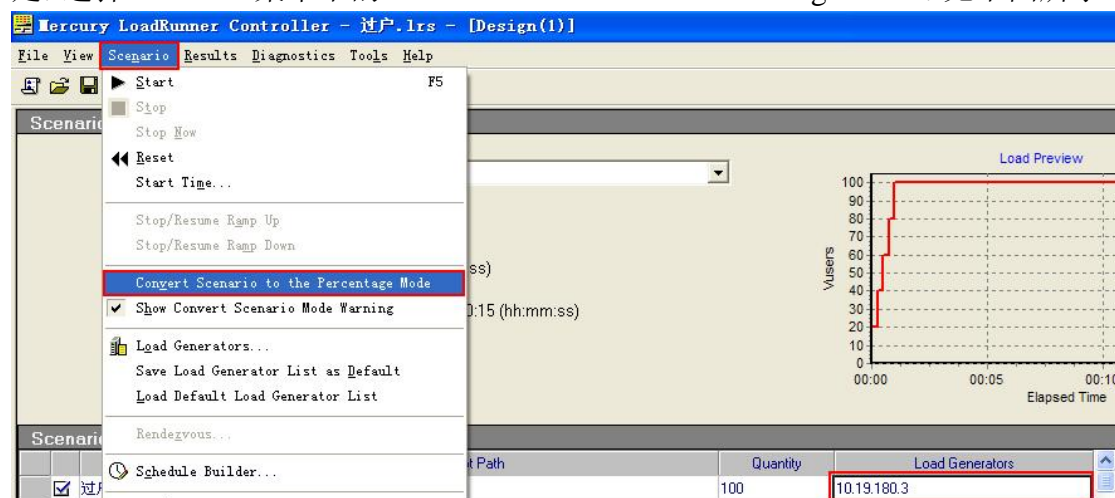 Mercury LoadRunner Controller - 过户.lrs - [Design(1)]
File View Scenario Results Diagnostics Tools Help
Start F5
Stop
Stop Now
Reset
Start Time...
Stop/Resume Ramp Up
Stop/Resume Ramp Down
Convert Scenario to the Percentage Mode
Show Convert Scenario Mode Warning
Load Generators...
Save Load Generator List as Default
Load Default Load Generator List
Rendezvous...
Schedule Builder...
ss)
0:15 (hh:mm:ss)
Load Preview
Vusers
100
90
80
70
60
50
40
30
20
10
0
00:00 00:05 00:10
Elapsed Time
Path Quantity Load Generators
100 10.19.180.3